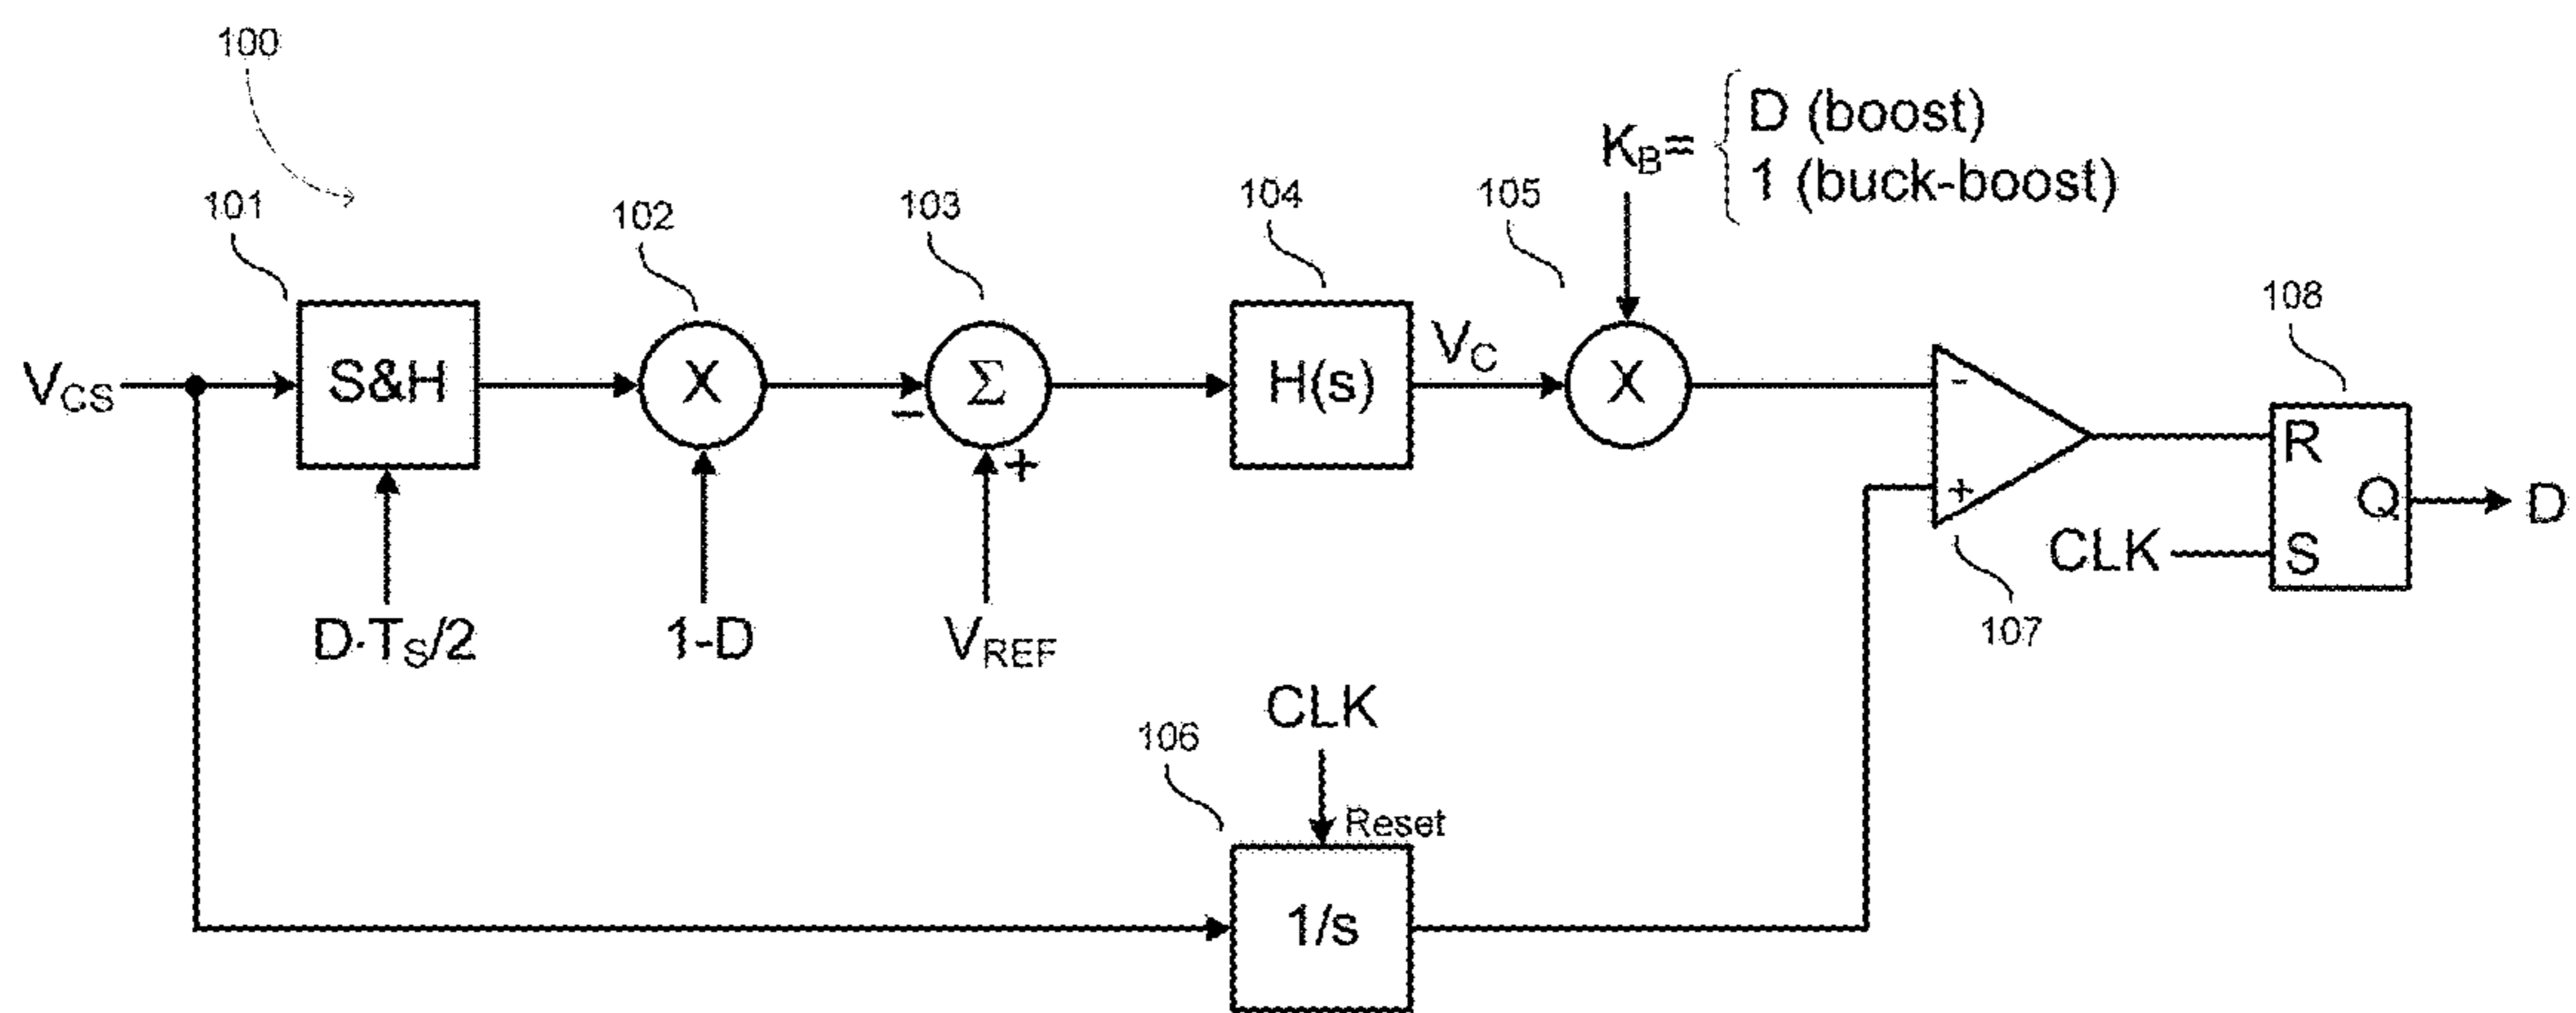 100
K_B= { D (boost)
1 (buck-boost)
101
102
103
104
105
108
V_CS
S&H
X
−
Σ
+
H(s)
V_C
X
-
+
R
Q
D
CLK
S
D·T_S/2
1-D
V_REF
107
CLK
106
Reset
1/s